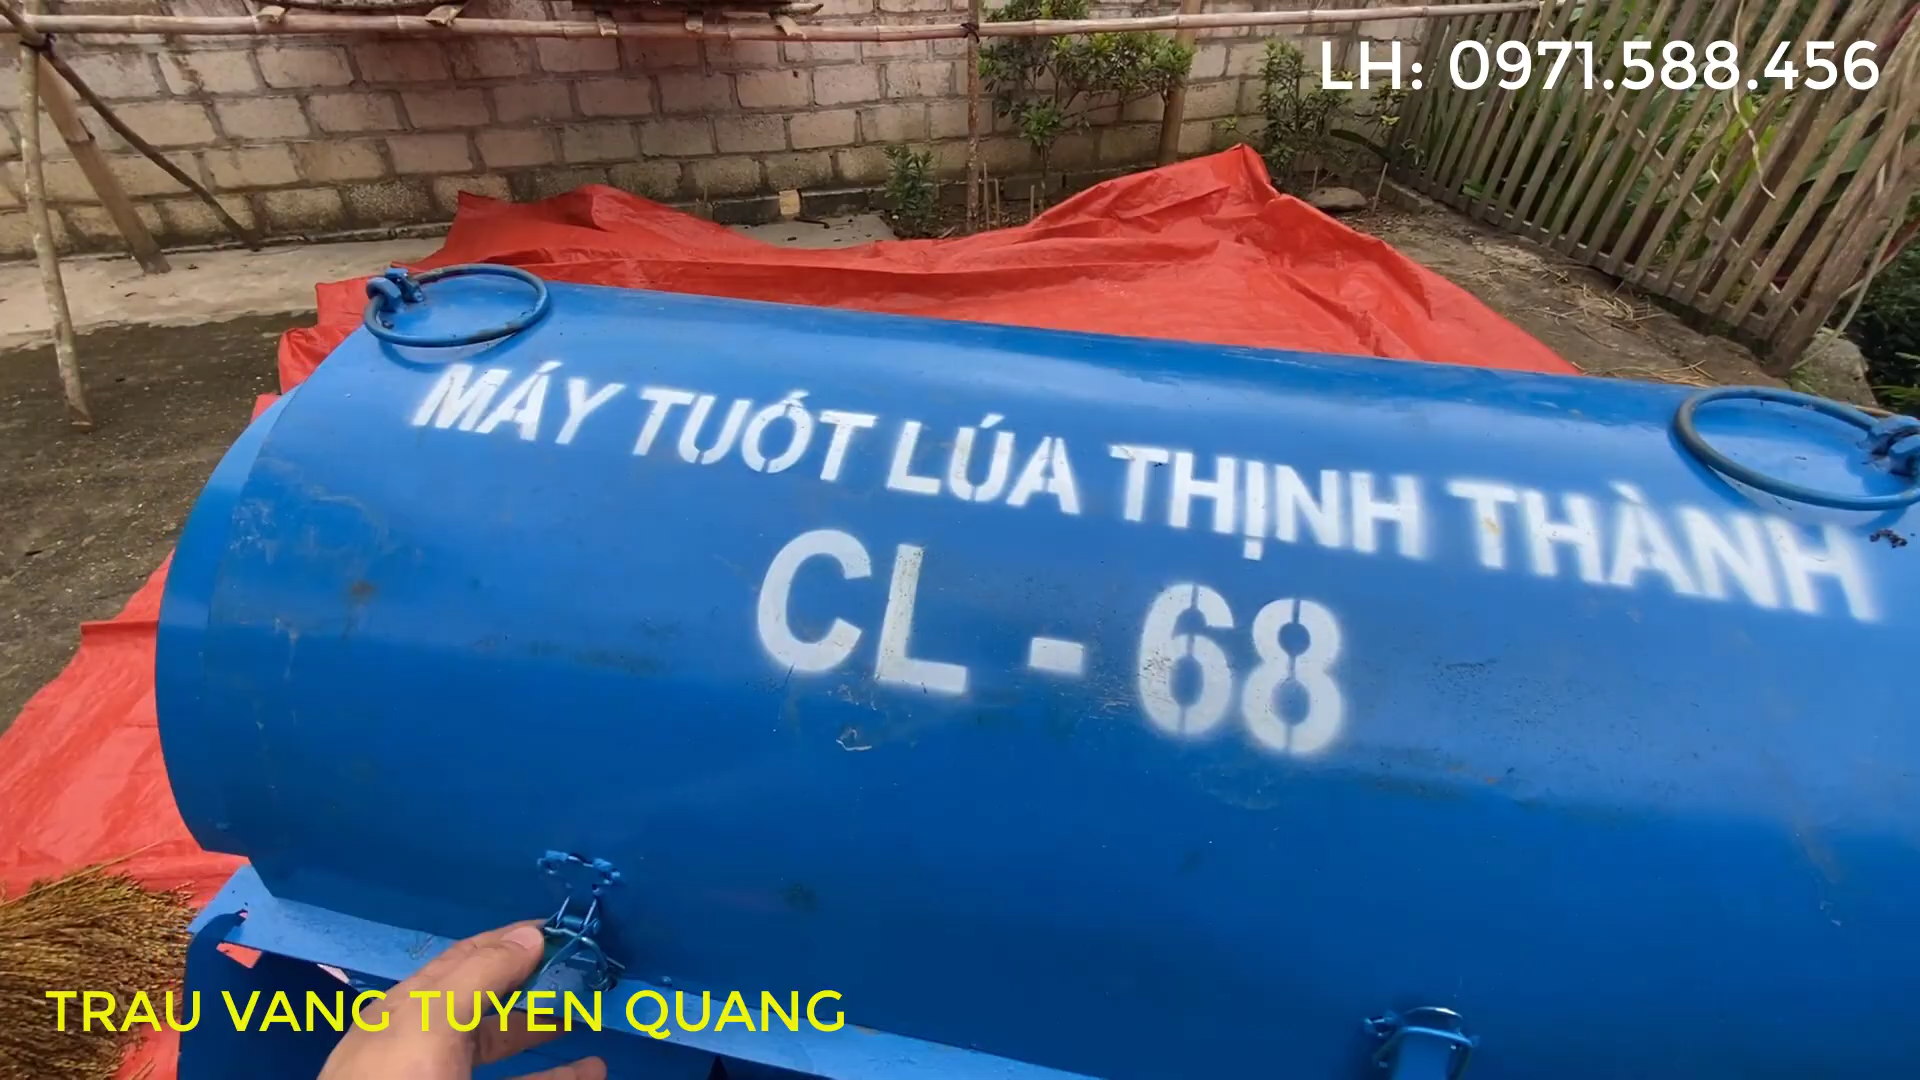 LH: 0971.588.456
MÁY TUỐT LÚA THỊNH THÀNH
CL - 68
TRAU VANG TUYEN QUANG